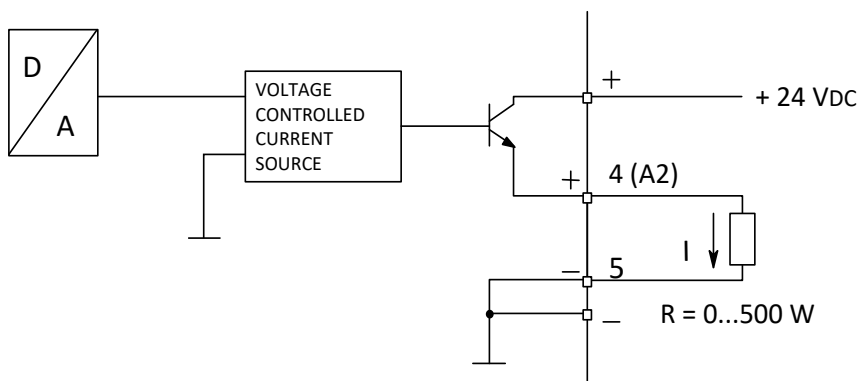 D
A
VOLTAGE
CONTROLLED
CURRENT
SOURCE
+
+ 24 VDC
+
4 (A2)
I
−
5
−
R = 0...500 W